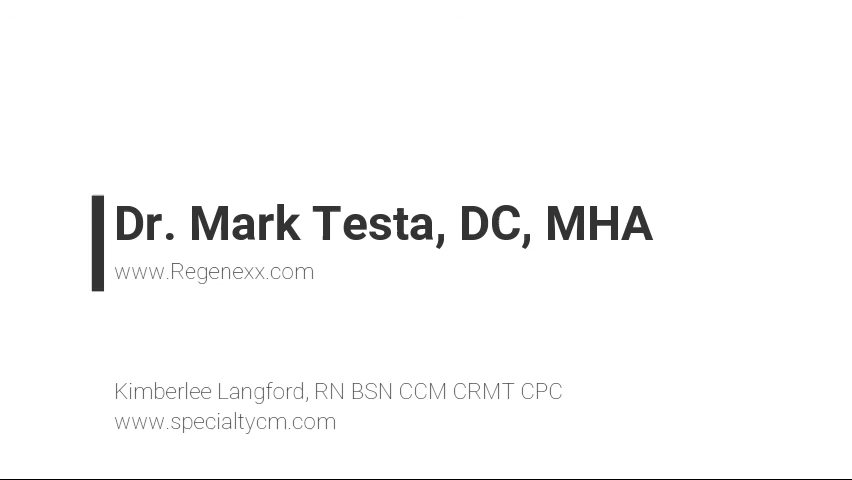 Dr. Mark Testa, DC, MHA
www.Regenexx.com
Kimberlee Langford, RN BSN CCM CRMT CPC
www.specialtycm.com